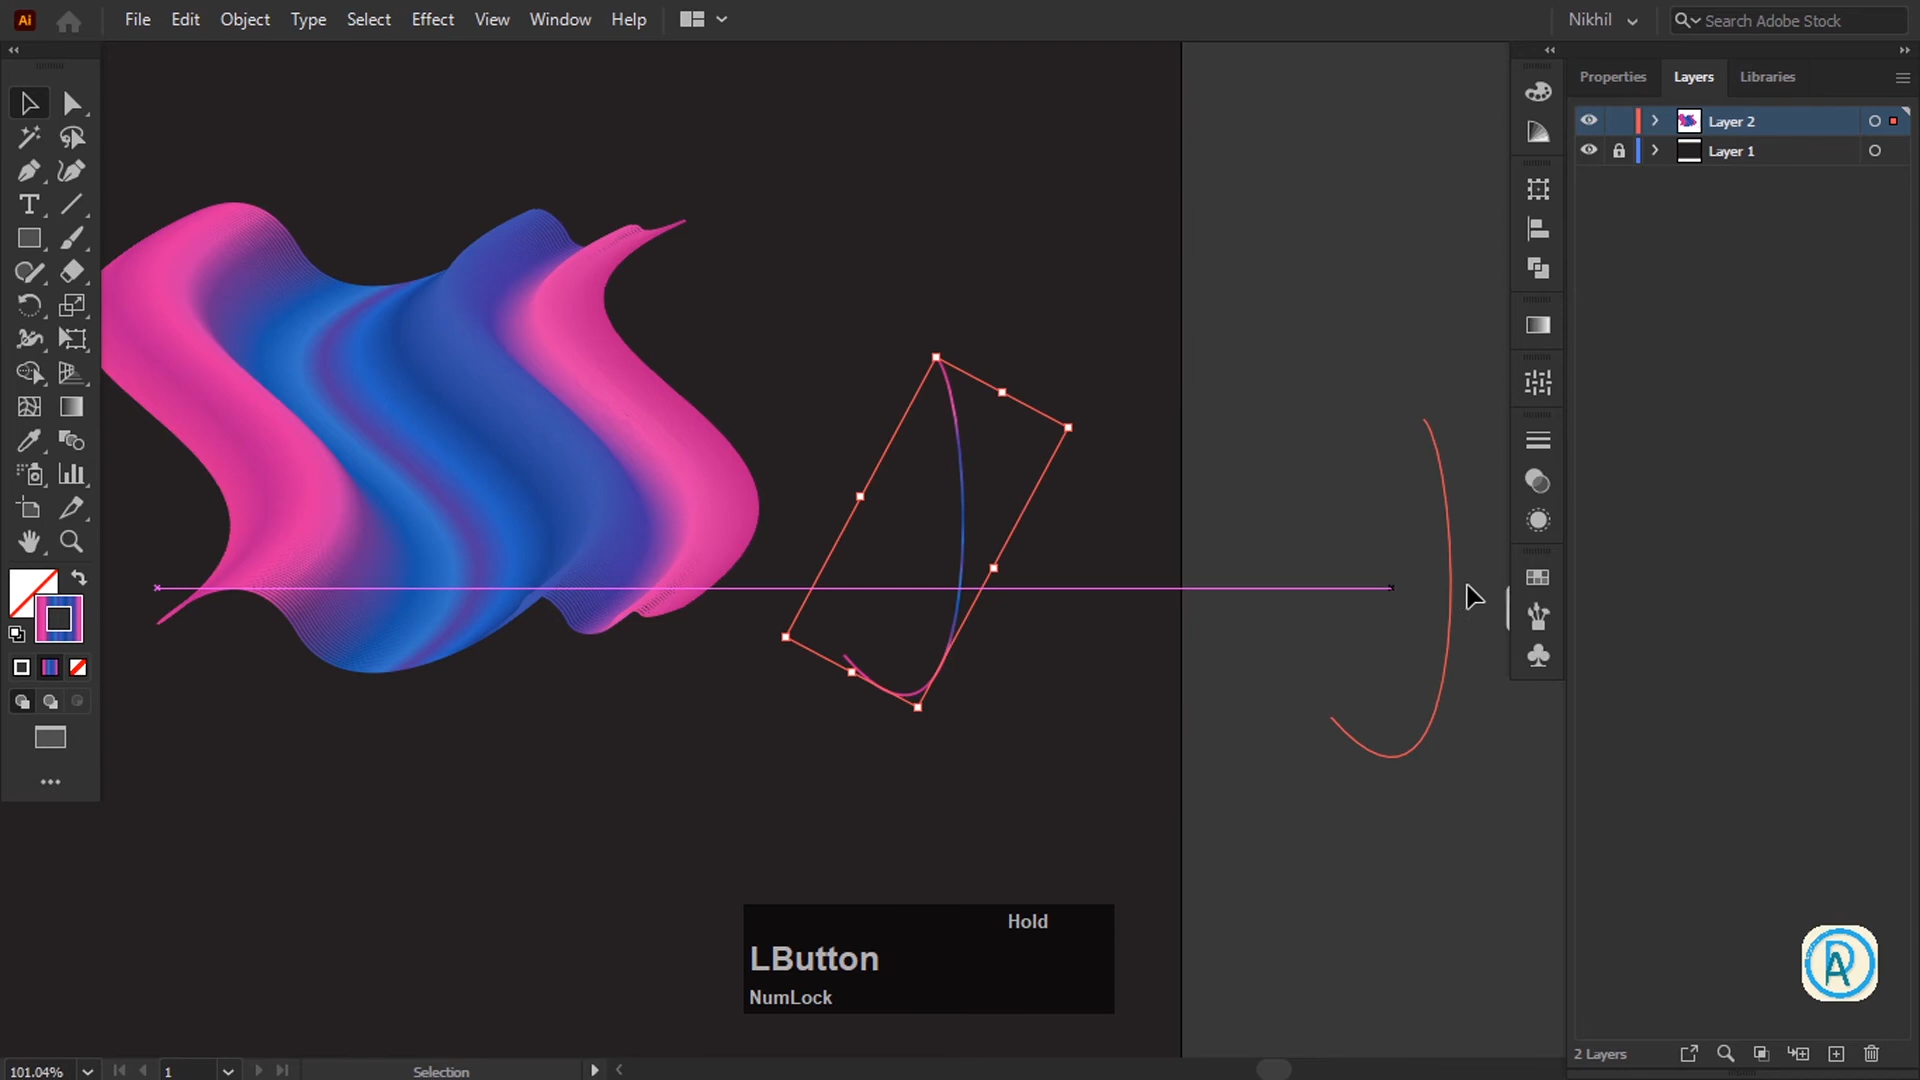 Ai File Edit Object Type Select Effect View Window Help Nikhil Search Adobe Stock
Properties Layers Libraries
Layer 2
Layer 1
Hold
LButton
NumLock
2 Layers
101.04% 1 Selection